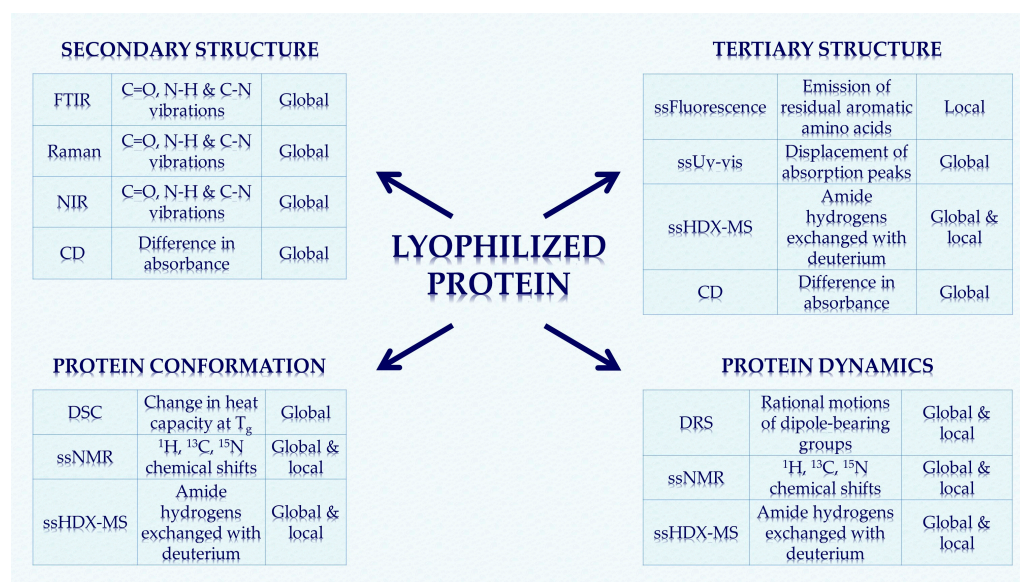 SECONDARY STRUCTURE
FTIR
C=O, N-H & C-N
vibrations
Global
Raman
C=O, N-H & C-N
vibrations
Global
NIR
C=O, N-H & C-N
vibrations
Global
CD
Difference in
absorbance
Global
TERTIARY STRUCTURE
ssFluorescence
Emission of
residual aromatic
amino acids
Local
ssUv-vis
Displacement of
absorption peaks
Global
ssHDX-MS
Amide
hydrogens
exchanged with
deuterium
Global &
local
CD
Difference in
absorbance
Global
LYOPHILIZED
PROTEIN
PROTEIN CONFORMATION
DSC
Change in heat
capacity at Tg
Global
ssNMR
¹H, ¹³C, ¹⁵N
chemical shifts
Global &
local
ssHDX-MS
Amide
hydrogens
exchanged with
deuterium
Global &
local
PROTEIN DYNAMICS
DRS
Rational motions
of dipole-bearing
groups
Global &
local
ssNMR
¹H, ¹³C, ¹⁵N
chemical shifts
Global &
local
ssHDX-MS
Amide hydrogens
exchanged with
deuterium
Global &
local